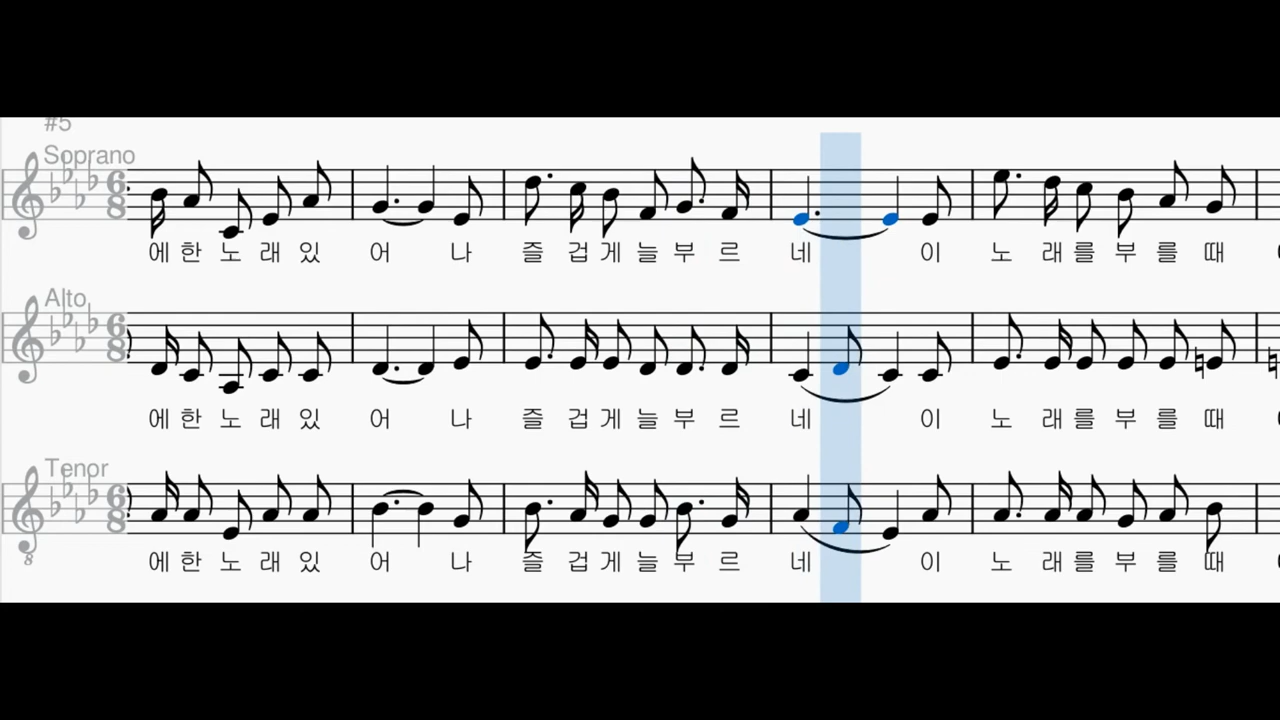 #5
Soprano
에 한 노 래 있 어 나 즐 겁 게 늘 부 르 네 이 노 래 를 부 를 때
Alto
에 한 노 래 있 어 나 즐 겁 게 늘 부 르 네 이 노 래 를 부 를 때
Tenor
에 한 노 래 있 어 나 즐 겁 게 늘 부 르 네 이 노 래 를 부 를 때